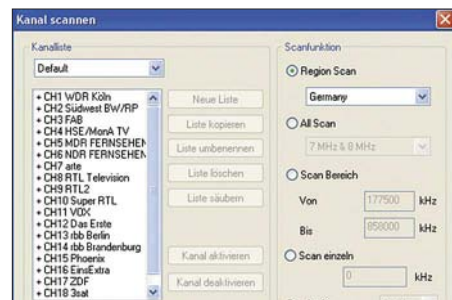 Kanal scannen
Kanalliste
Default
+ CH1 WDR Köln
+ CH2 Südwest BW/RP
+ CH3 FAB
+ CH4 HSE/MonA TV
+ CH5 MDR FERNSEHEN
+ CH6 NDR FERNSEHEN
+ CH7 arte
+ CH8 RTL Television
+ CH9 RTL2
+ CH10 Super RTL
+ CH11 VOX
+ CH12 Das Erste
+ CH13 rbb Berlin
+ CH14 rbb Brandenburg
+ CH15 Phoenix
+ CH16 EinsExtra
+ CH17 ZDF
+ CH18 3sat
Neue Liste
Liste kopieren
Liste umbenennen
Liste löschen
Liste säubern
Kanal aktivieren
Kanal deaktivieren
Scanfunktion
Region Scan
Germany
All Scan
7 MHz & 8 MHz
Scan Bereich
Von 177500 kHz
Bis 858000 kHz
Scan einzeln
0 kHz